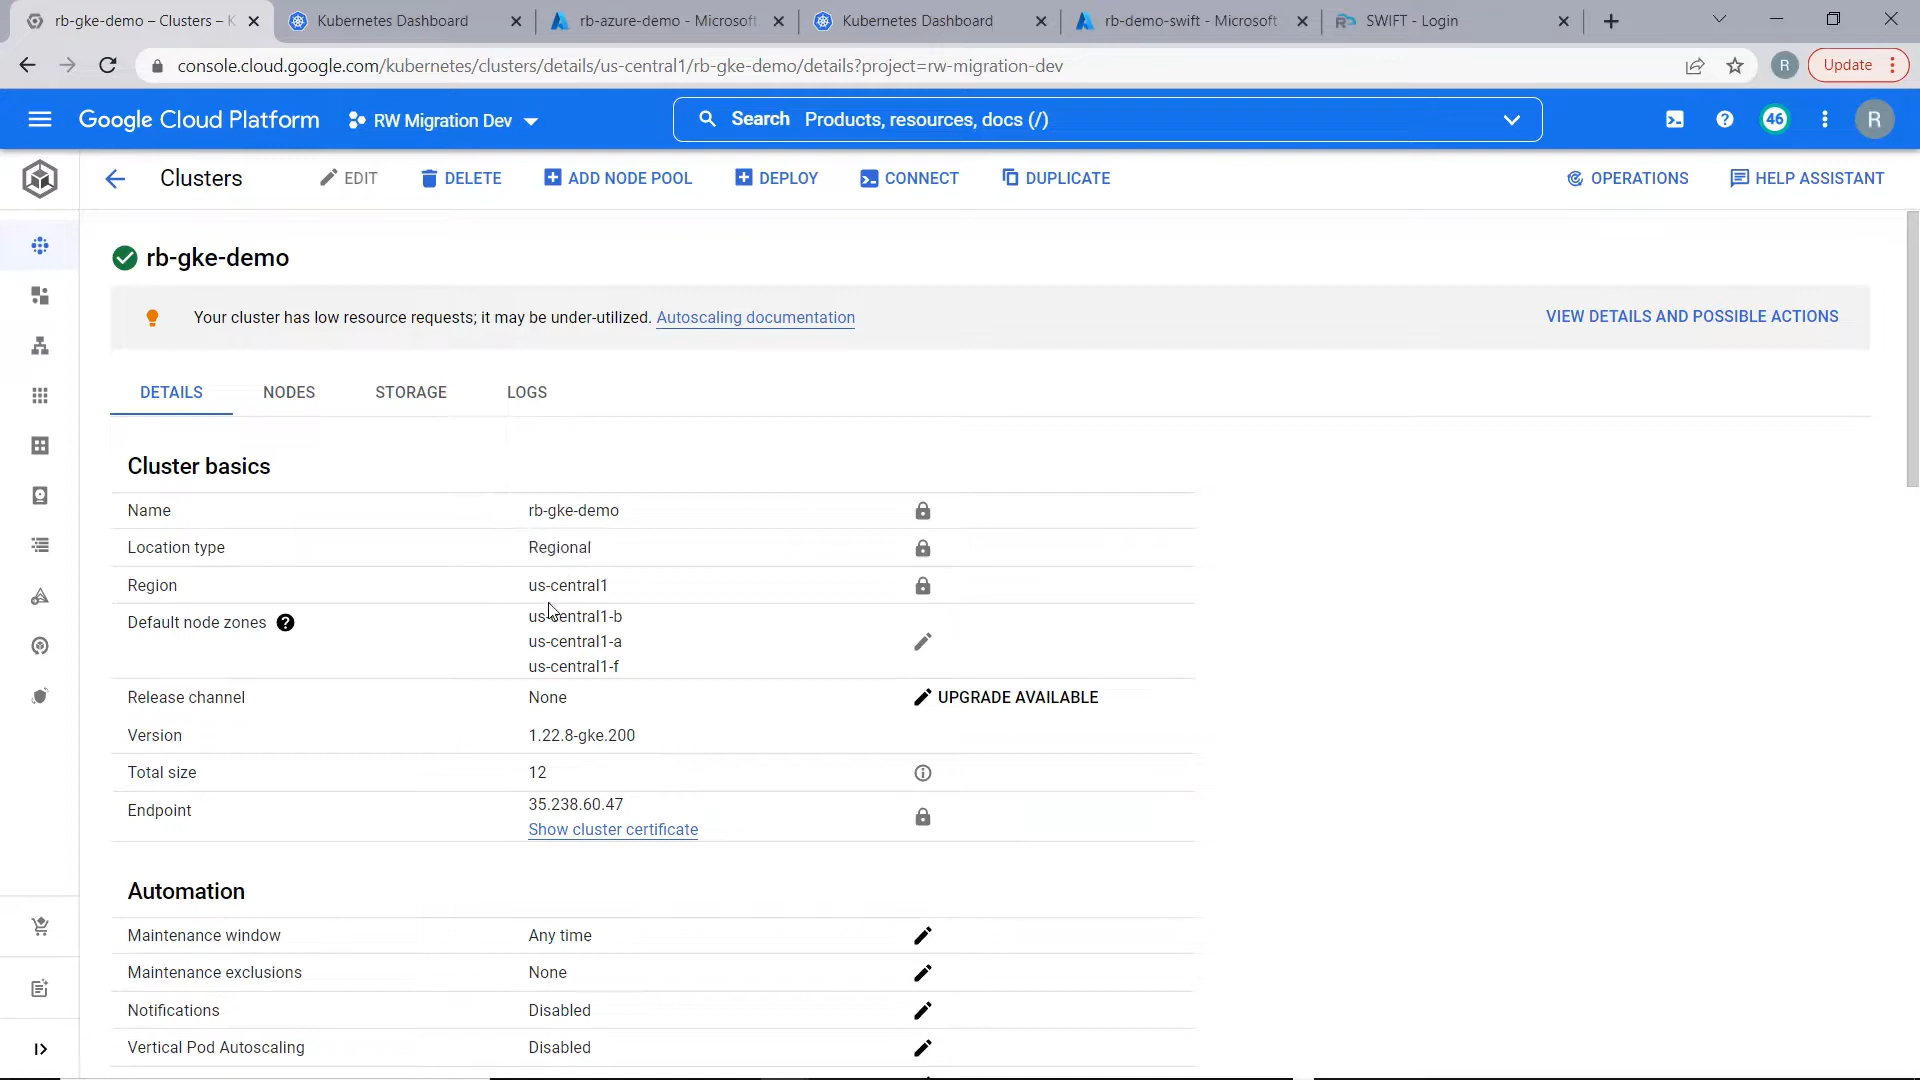 rb-gke-demo – Clusters – K
Kubernetes Dashboard
rb-azure-demo - Microsoft
Kubernetes Dashboard
rb-demo-swift - Microsoft
SWIFT - Login
console.cloud.google.com/kubernetes/clusters/details/us-central1/rb-gke-demo/details?project=rw-migration-dev
R
Update
Google Cloud Platform
RW Migration Dev
Search Products, resources, docs (/)
46
R
Clusters
EDIT
DELETE
ADD NODE POOL
DEPLOY
CONNECT
DUPLICATE
OPERATIONS
HELP ASSISTANT
rb-gke-demo
Your cluster has low resource requests; it may be under-utilized. Autoscaling documentation
VIEW DETAILS AND POSSIBLE ACTIONS
DETAILS
NODES
STORAGE
LOGS
Cluster basics
Name rb-gke-demo
Location type Regional
Region us-central1
Default node zones ? us-central1-b
us-central1-a
us-central1-f
Release channel None UPGRADE AVAILABLE
Version 1.22.8-gke.200
Total size 12
Endpoint 35.238.60.47
Show cluster certificate
Automation
Maintenance window Any time
Maintenance exclusions None
Notifications Disabled
Vertical Pod Autoscaling Disabled